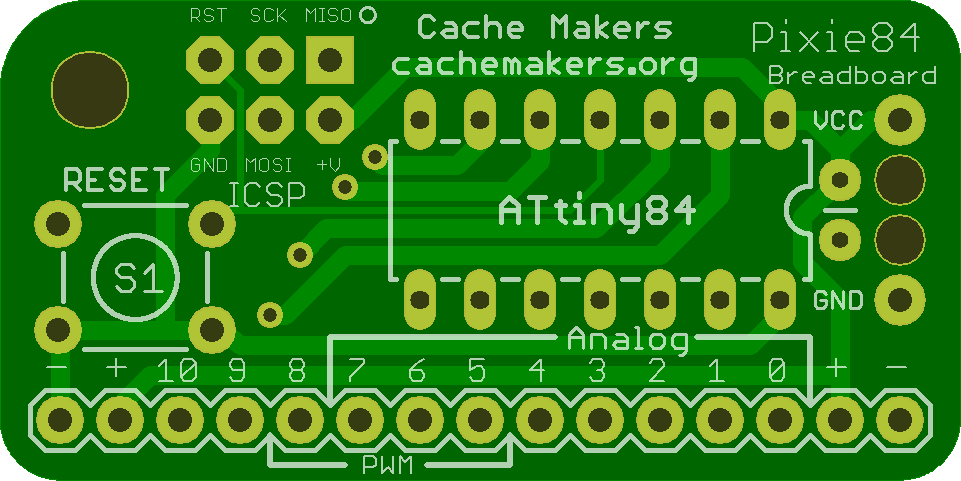 RST SCK MISO
Cache Makers
cachemakers.org
Pixie84
Breadboard
VCC
GND MOSI +V
ICSP
RESET
S1
ATtiny84
GND
Analog
- + 10 9 8 7 6 5 4 3 2 1 0 + -
PWM